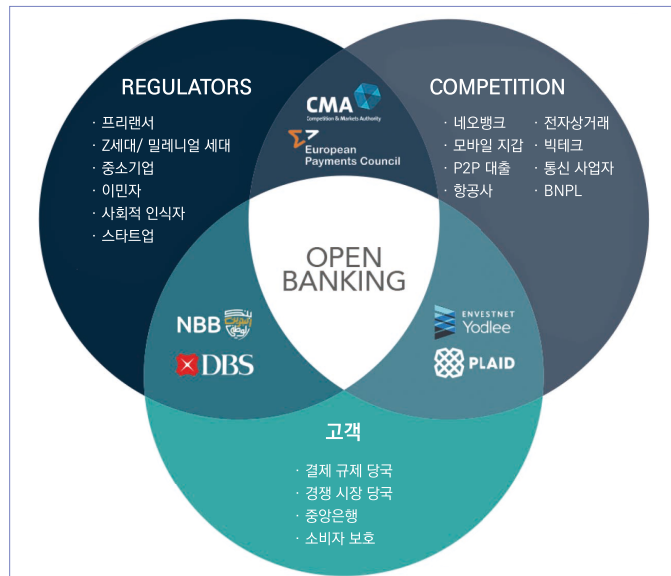 REGULATORS
· 프리랜서
· Z세대/ 밀레니얼 세대
· 중소기업
· 이민자
· 사회적 인식자
· 스타트업
CMA
Competition & Markets Authority
European
Payments Council
COMPETITION
· 네오뱅크
· 모바일 지갑
· P2P 대출
· 항공사
· 전자상거래
· 빅테크
· 통신 사업자
· BNPL
OPEN
BANKING
NBB
DBS
ENVESTNET
Yodlee
PLAID
고객
· 결제 규제 당국
· 경쟁 시장 당국
· 중앙은행
· 소비자 보호